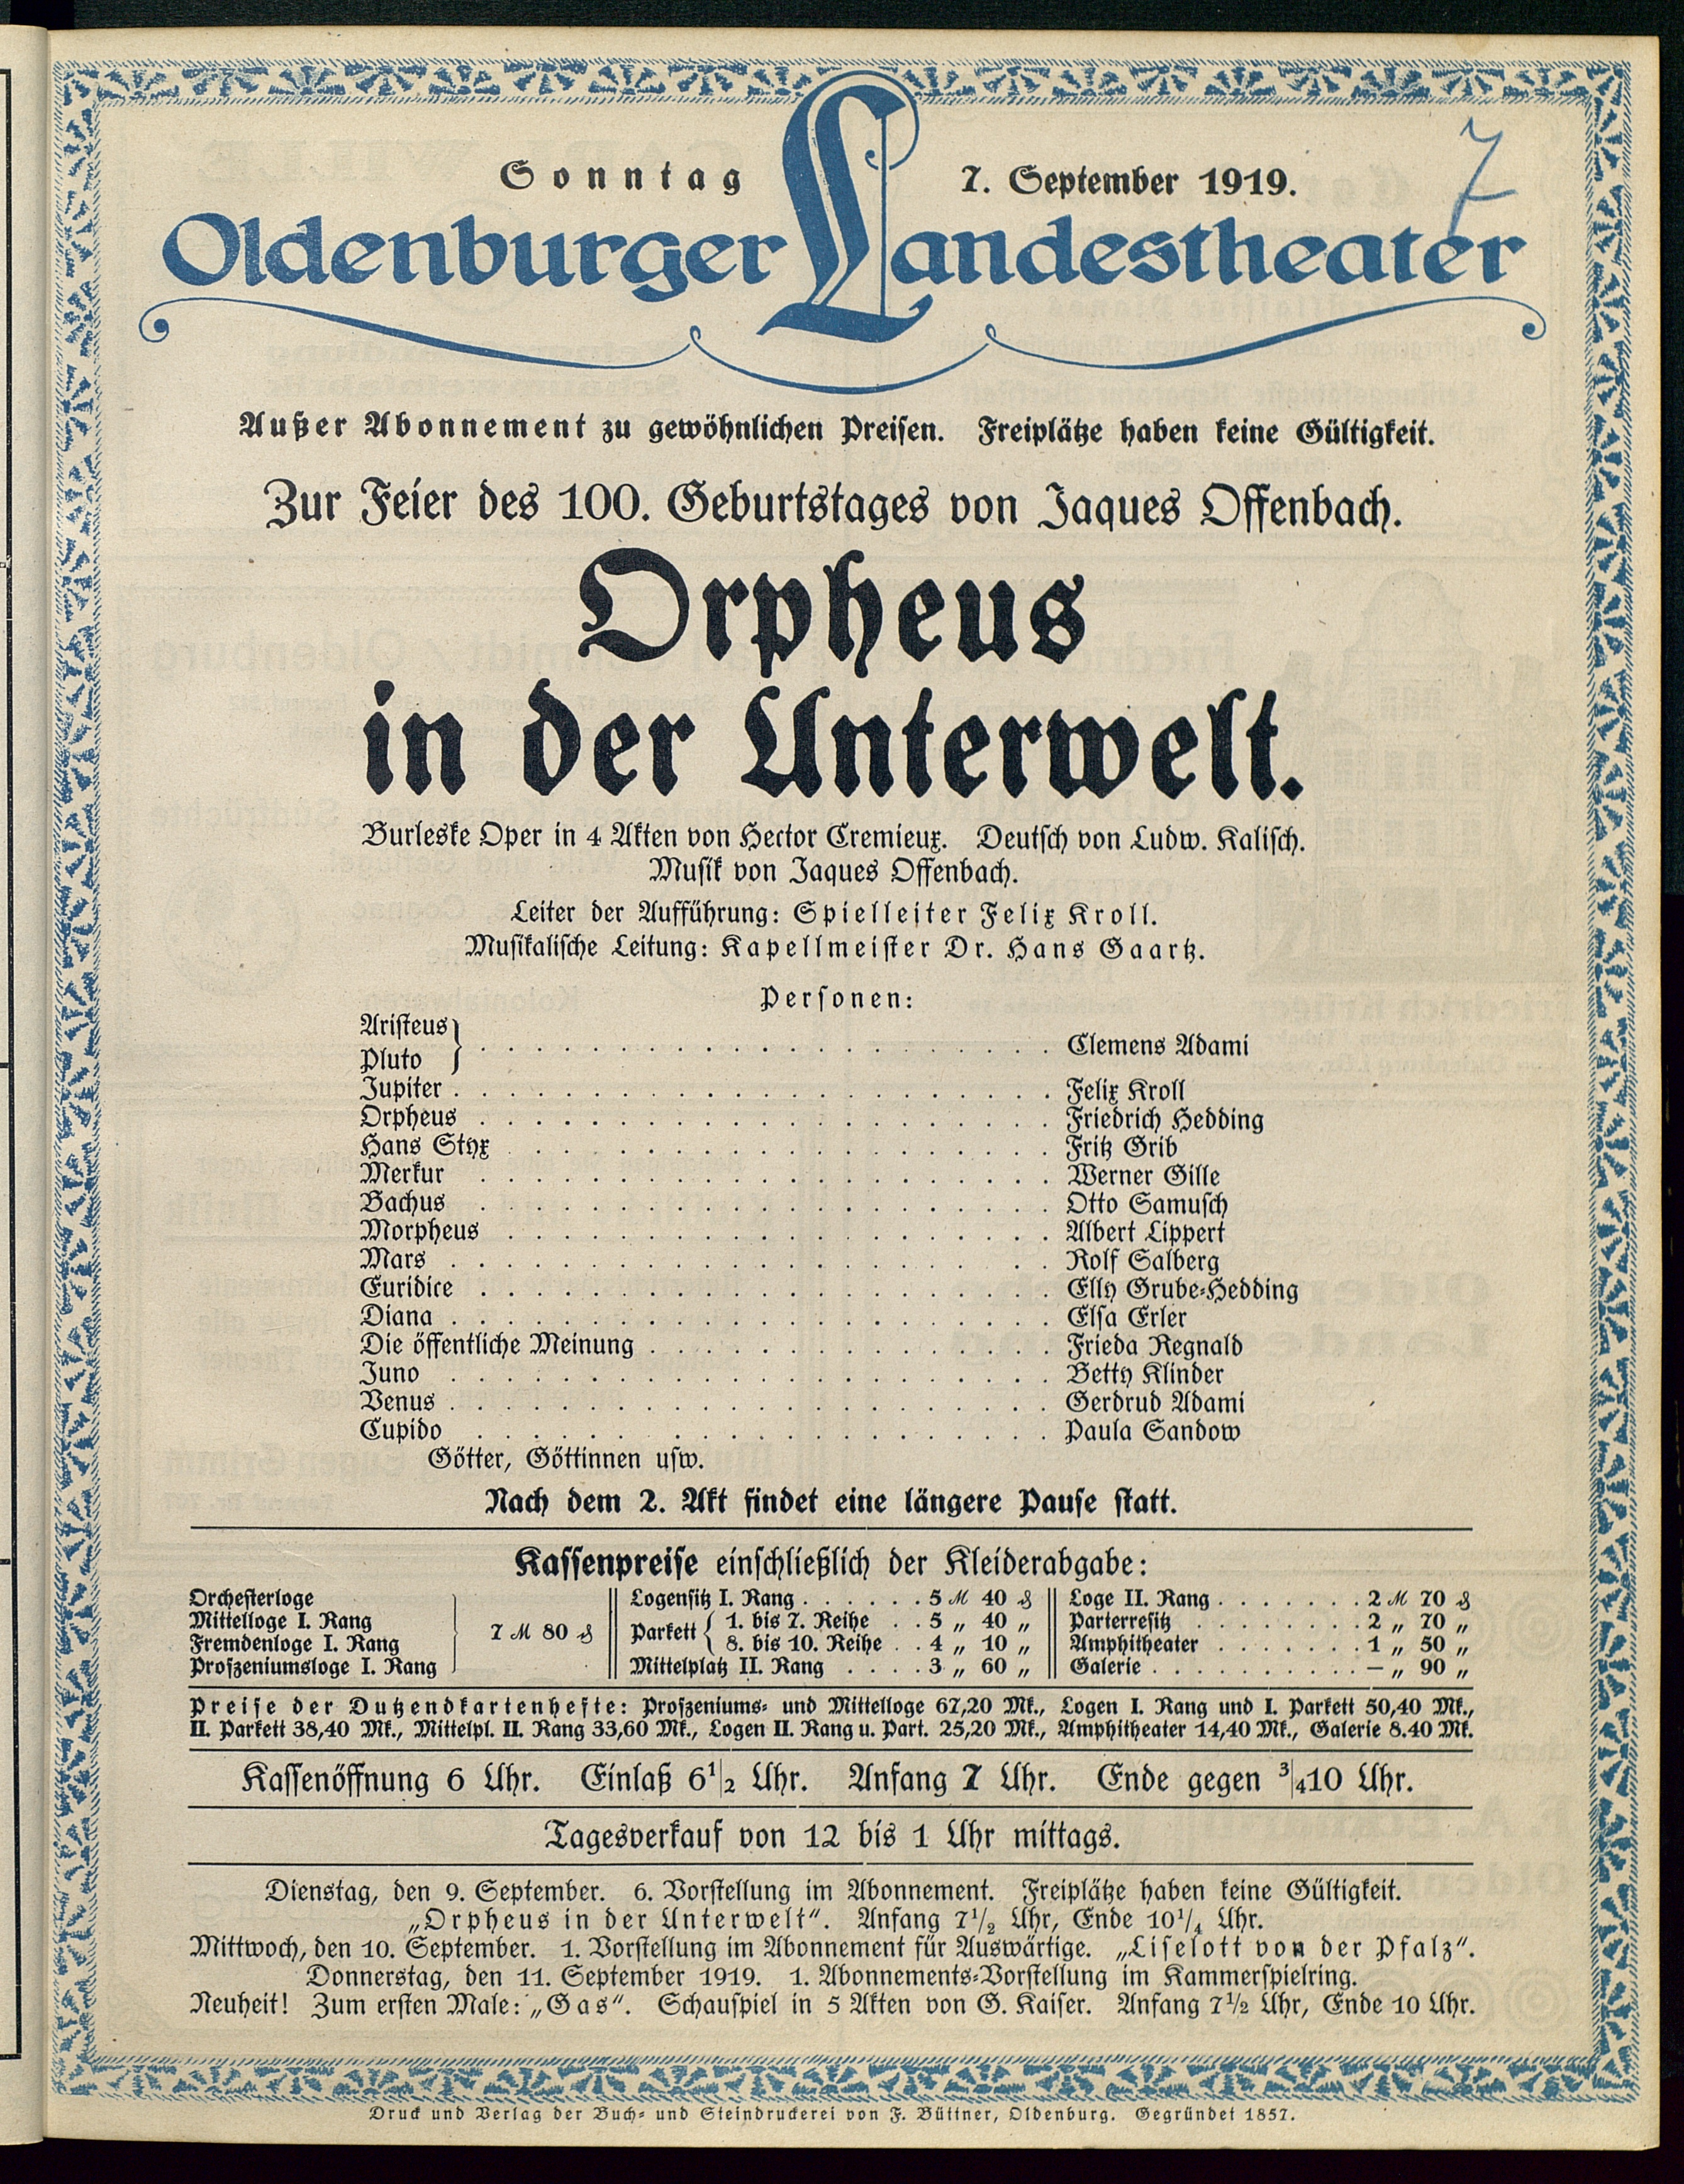 Sonntag 7. September 1919.
7
Oldenburger Landestheater
Außer Abonnement zu gewöhnlichen Preisen. Freiplätze haben keine Gültigkeit.
Zur Feier des 100. Geburtstages von Jaques Offenbach.
Orpheus
in der Unterwelt.
Burleske Oper in 4 Akten von Hector Cremieux. Deutsch von Ludw. Kalisch.
Musik von Jaques Offenbach.
Leiter der Aufführung: Spielleiter Felix Kroll.
Musikalische Leitung: Kapellmeister Dr. Hans Gaartz.
Personen:
Aristeus
Pluto } . . . . . Clemens Adami
Jupiter . . . . . Felix Kroll
Orpheus . . . . . Friedrich Hedding
Hans Styx . . . . . Fritz Grib
Merkur . . . . . Werner Gille
Bachus . . . . . Otto Samusch
Morpheus . . . . . Albert Lippert
Mars . . . . . Rolf Salberg
Euridice . . . . . Elly Grube-Hedding
Diana . . . . . Elsa Erler
Die öffentliche Meinung . . . . . Frieda Regnald
Juno . . . . . Betty Klinder
Venus . . . . . Gerdrud Adami
Cupido . . . . . Paula Sandow
Götter, Göttinnen usw.
Nach dem 2. Akt findet eine längere Pause statt.
Kassenpreise einschließlich der Kleiderabgabe:
Orchesterloge
Mittelloge I. Rang
Fremdenloge I. Rang
Proszeniumsloge I. Rang
7 ℳ 80 ₰
Logensitz I. Rang . . . . . . 5 ℳ 40 ₰
Parkett { 1. bis 7. Reihe . . 5 „ 40 „
8. bis 10. Reihe . . 4 „ 10 „
Mittelplatz II. Rang . . . . 3 „ 60 „
Loge II. Rang . . . . . . . 2 ℳ 70 ₰
Parterresitz . . . . . . . . 2 „ 70 „
Amphitheater . . . . . . . 1 „ 50 „
Galerie . . . . . . . . . . — „ 90 „
Preise der Dutzendkartenhefte: Proszeniums- und Mittelloge 67,20 Mk., Logen I. Rang und I. Parkett 50,40 Mk.,
II. Parkett 38,40 Mk., Mittelpl. II. Rang 33,60 Mk., Logen II. Rang u. Part. 25,20 Mk., Amphitheater 14,40 Mk., Galerie 8.40 Mk.
Kassenöffnung 6 Uhr. Einlaß 6 1/2 Uhr. Anfang 7 Uhr. Ende gegen 3/4 10 Uhr.
Tagesverkauf von 12 bis 1 Uhr mittags.
Dienstag, den 9. September. 6. Vorstellung im Abonnement. Freiplätze haben keine Gültigkeit.
„Orpheus in der Unterwelt“. Anfang 7 1/2 Uhr, Ende 10 1/4 Uhr.
Mittwoch, den 10. September. 1. Vorstellung im Abonnement für Auswärtige. „Liselott von der Pfalz“.
Donnerstag, den 11. September 1919. 1. Abonnements-Vorstellung im Kammerspielring.
Neuheit! Zum ersten Male: „Gas“. Schauspiel in 5 Akten von G. Kaiser. Anfang 7 1/2 Uhr, Ende 10 Uhr.
Druck und Verlag der Buch- und Steindruckerei von F. Büttner, Oldenburg. Gegründet 1857.